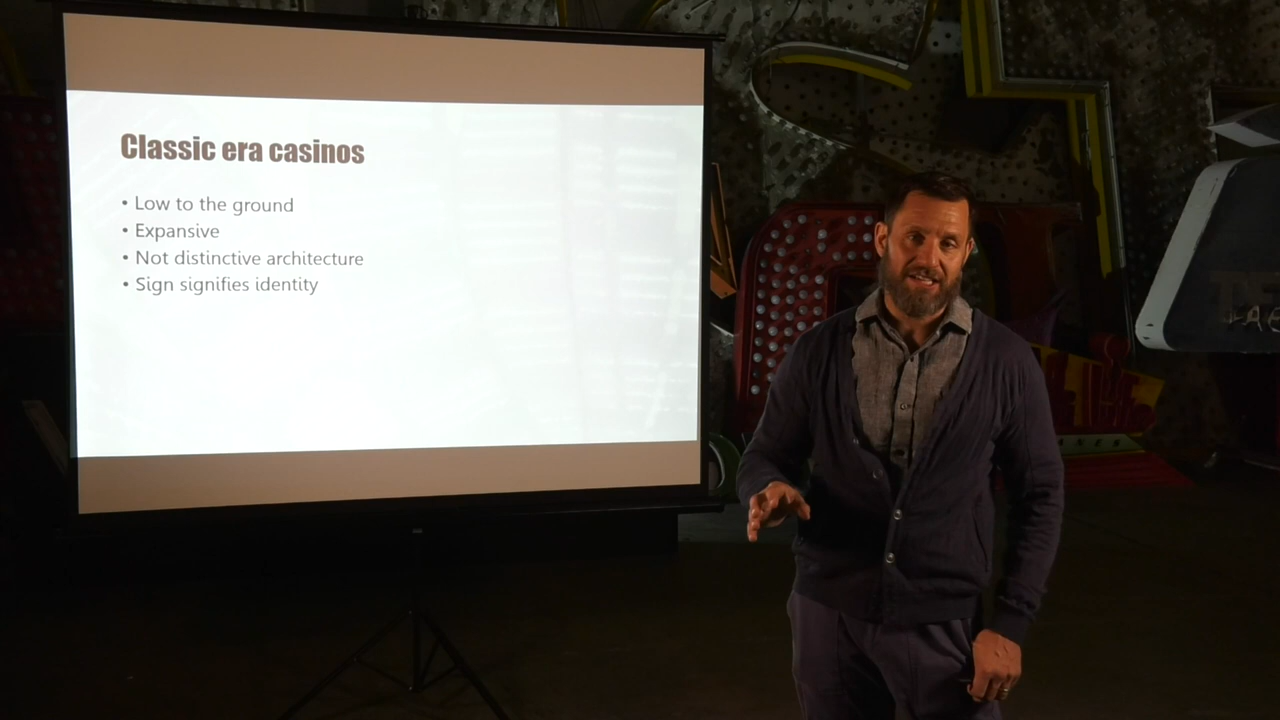 Classic era casinos
• Low to the ground
• Expansive
• Not distinctive architecture
• Sign signifies identity